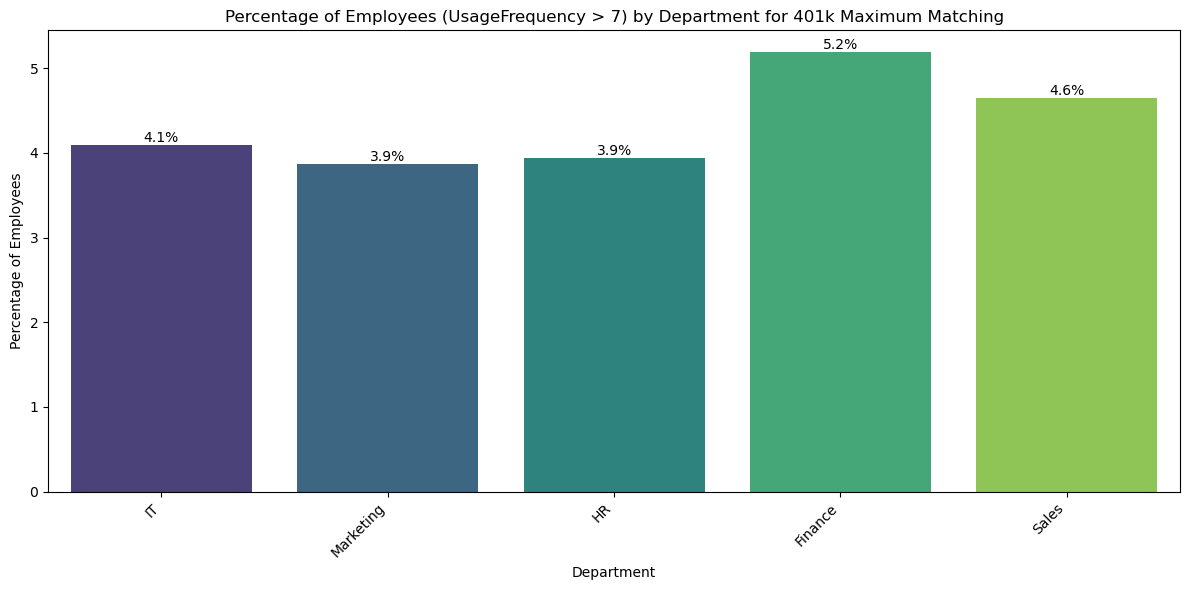 Percentage of Employees (UsageFrequency > 7) by Department for 401k Maximum Matching
Percentage of Employees
5
4
3
2
1
0
4.1%
3.9%
3.9%
5.2%
4.6%
IT
Marketing
HR
Finance
Sales
Department